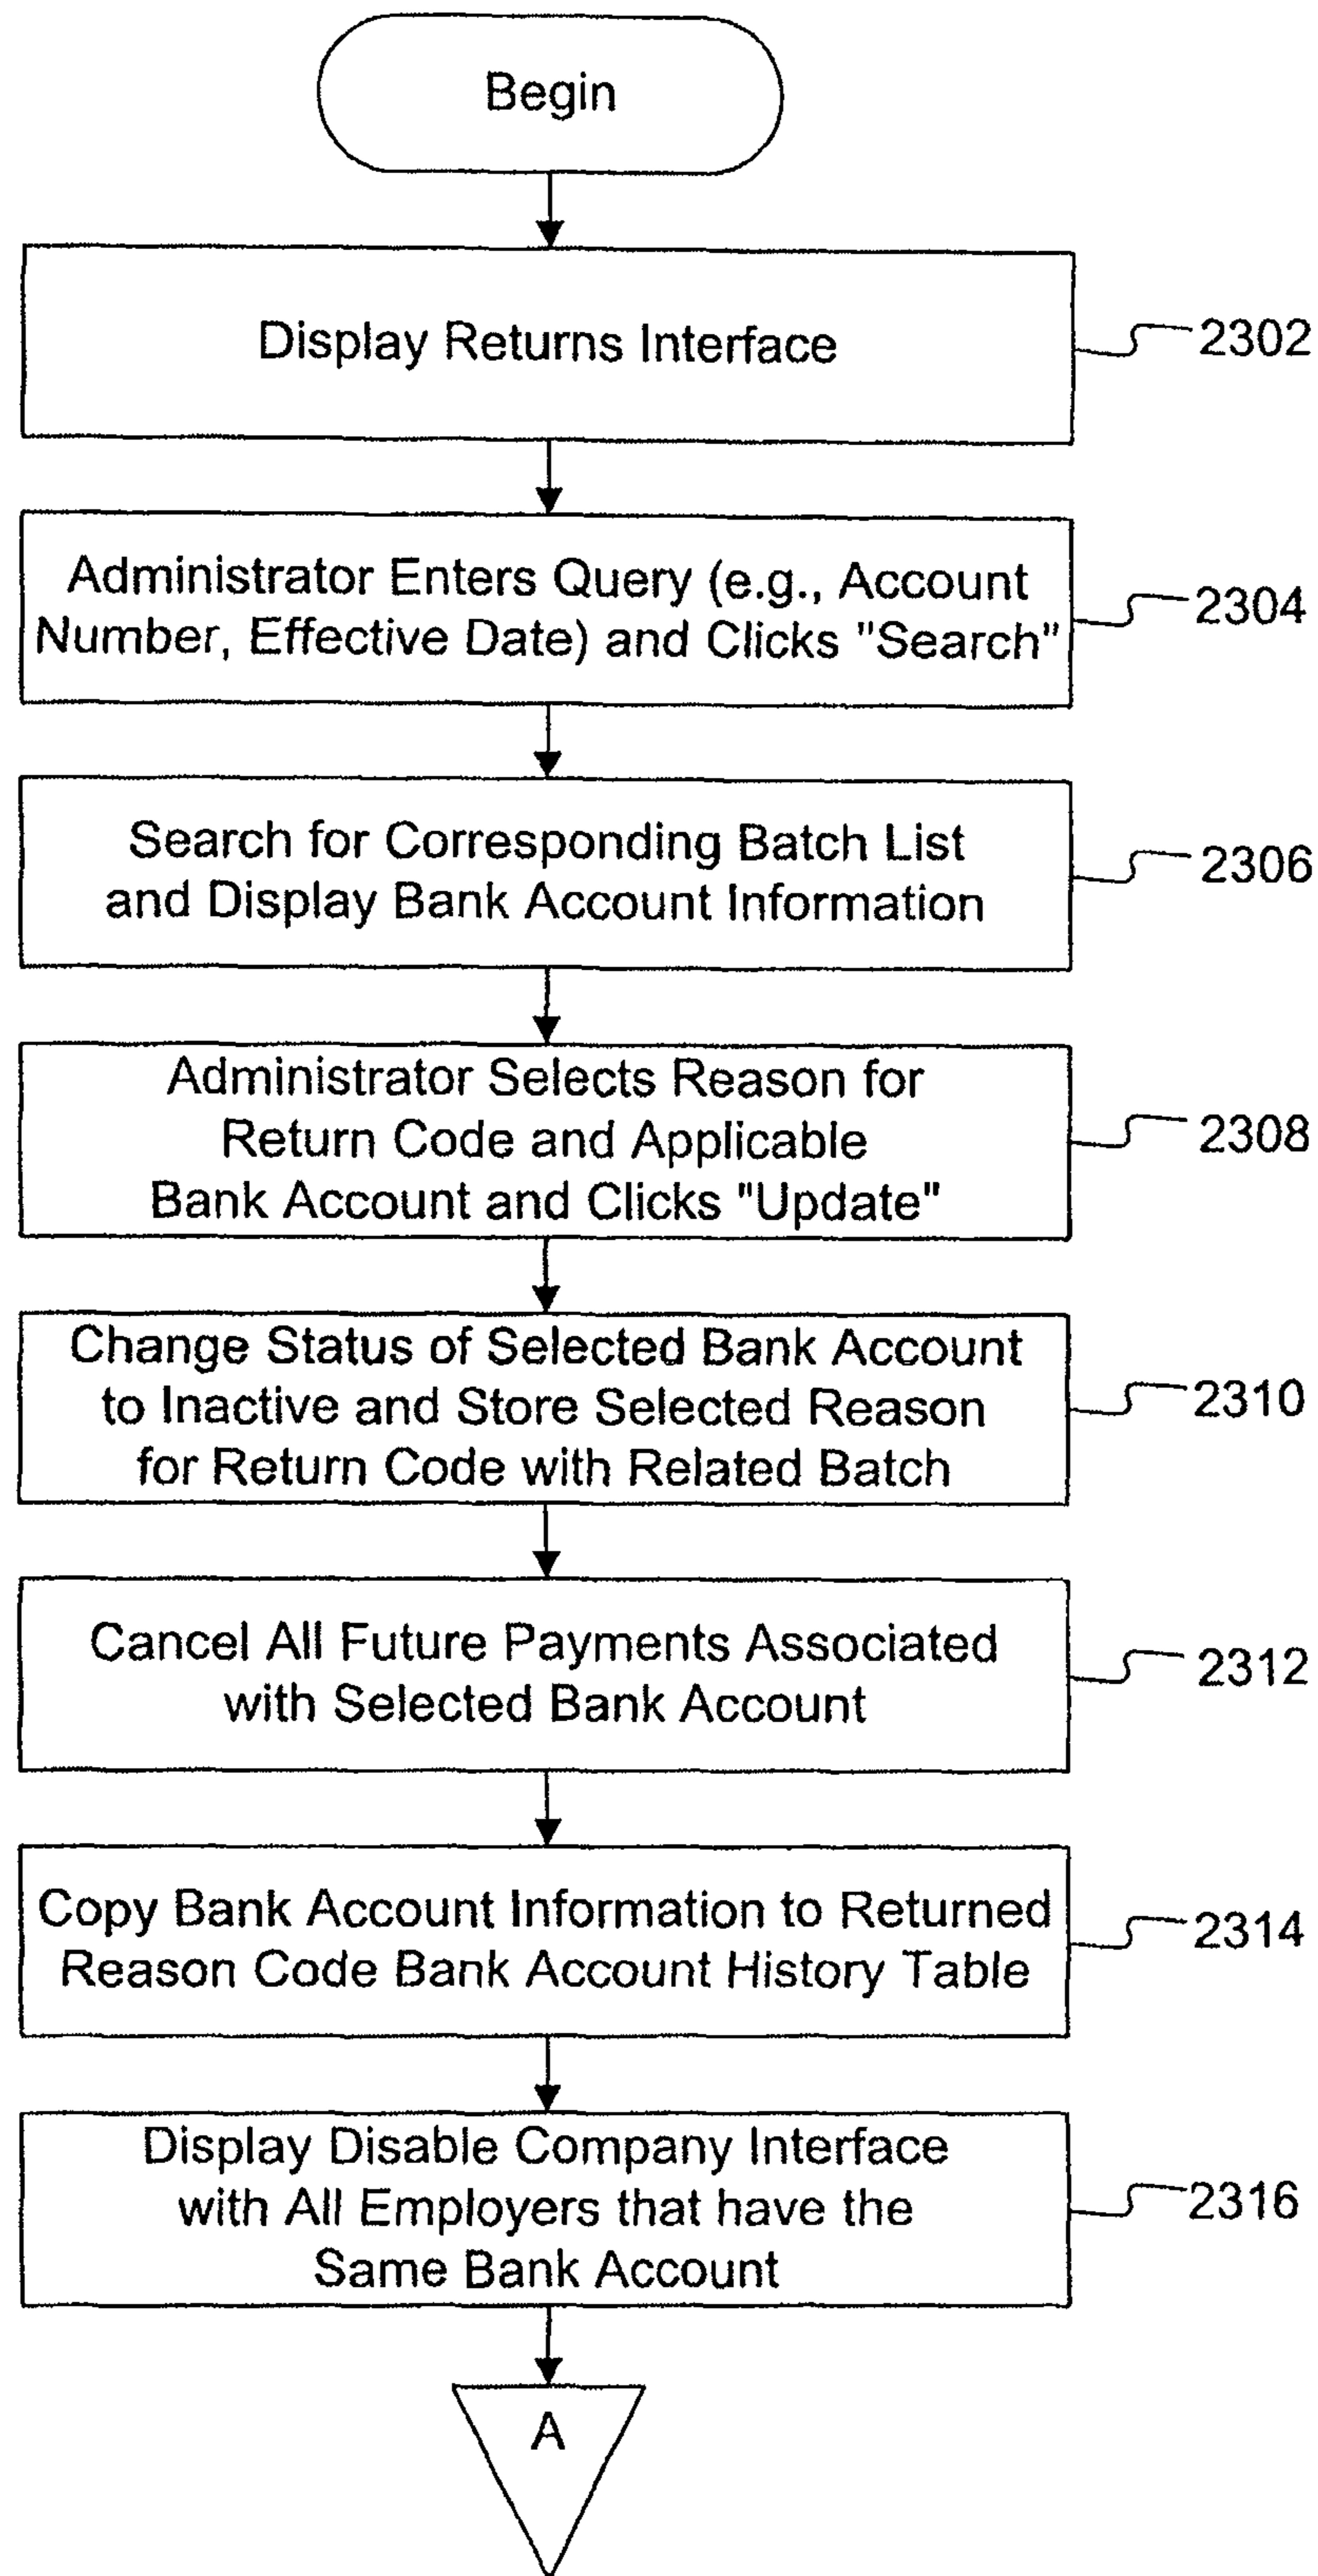 Begin
Display Returns Interface
2302
Administrator Enters Query (e.g., Account
Number, Effective Date) and Clicks "Search"
2304
Search for Corresponding Batch List
and Display Bank Account Information
2306
Administrator Selects Reason for
Return Code and Applicable
Bank Account and Clicks "Update"
2308
Change Status of Selected Bank Account
to Inactive and Store Selected Reason
for Return Code with Related Batch
2310
Cancel All Future Payments Associated
with Selected Bank Account
2312
Copy Bank Account Information to Returned
Reason Code Bank Account History Table
2314
Display Disable Company Interface
with All Employers that have the
Same Bank Account
2316
A